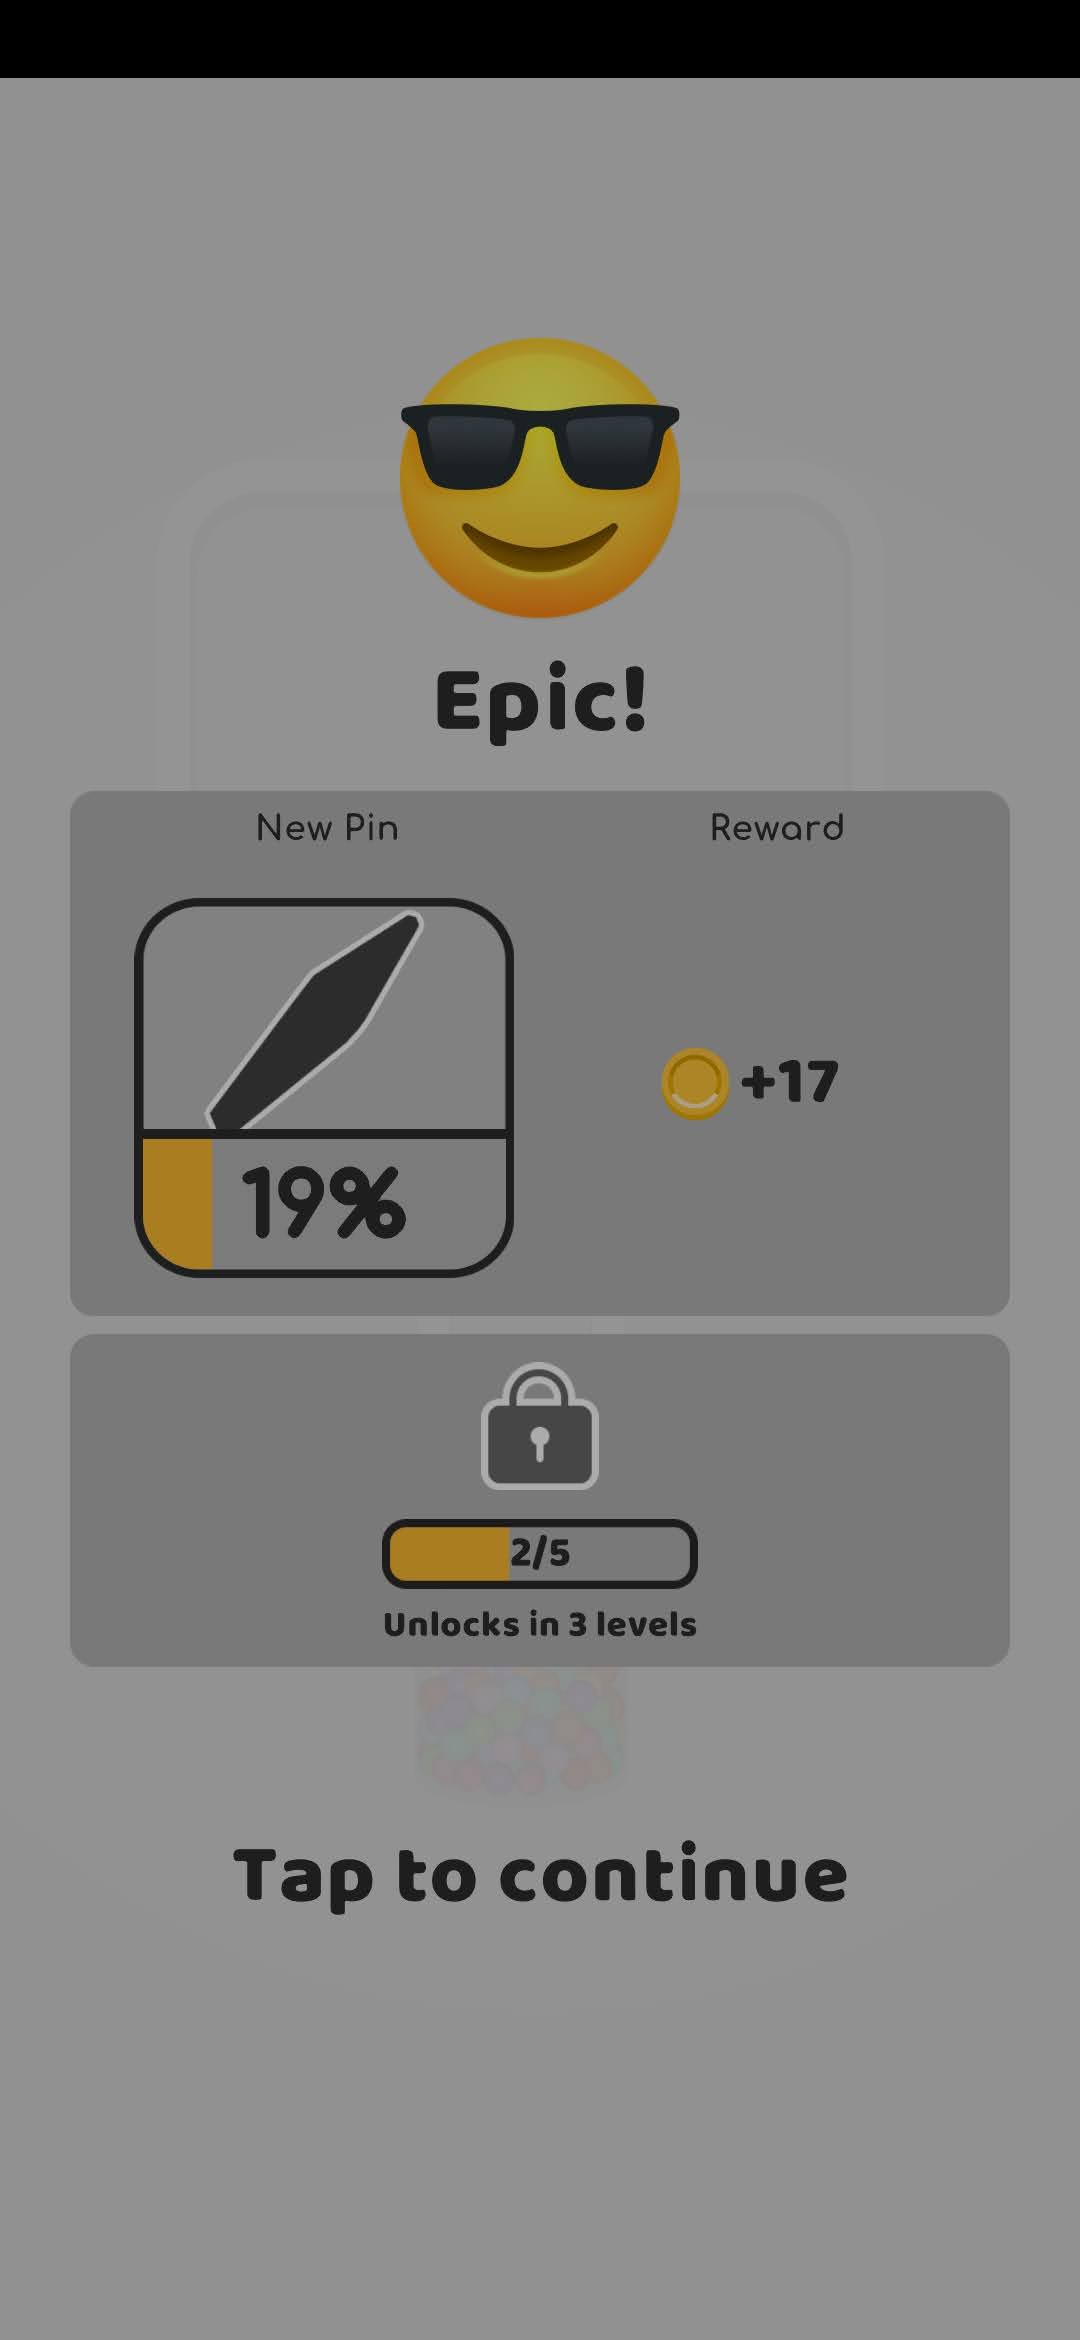 Epic!
New Pin
Reward
+17
19%
2/5
Unlocks in 3 levels
Tap to continue